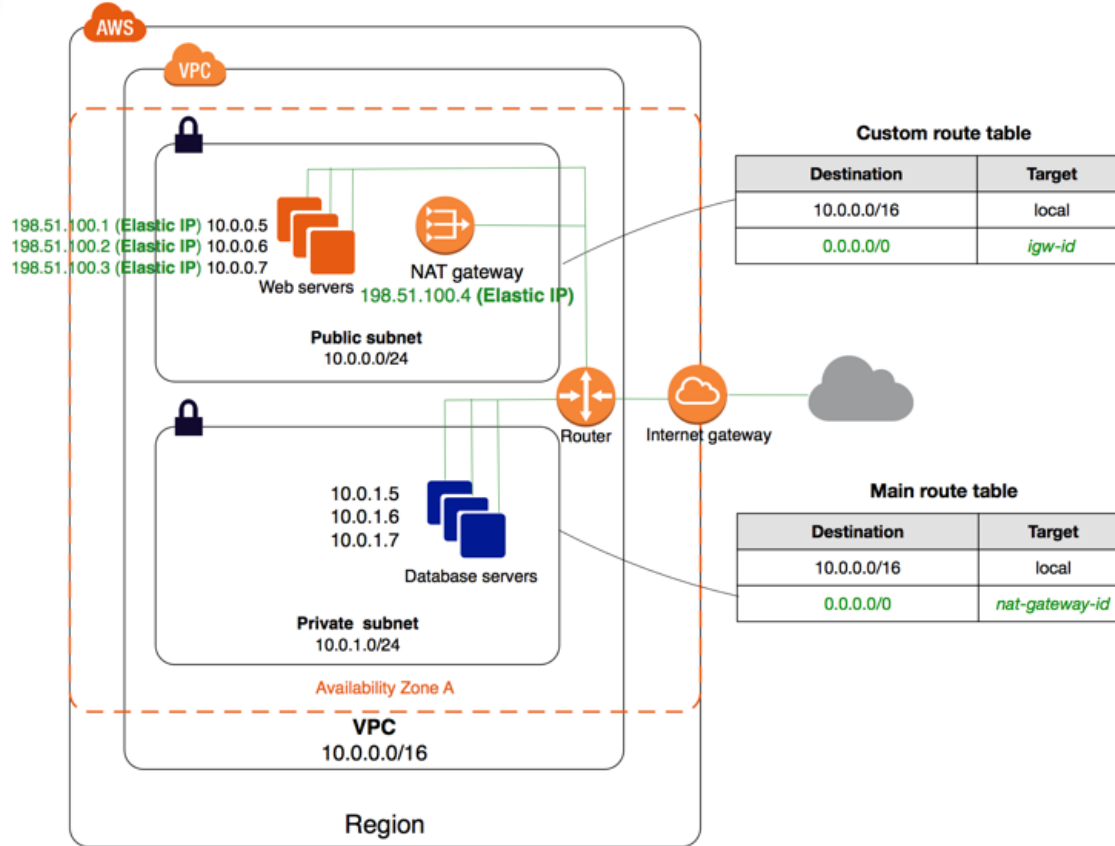 AWS
VPC
Custom route table
Destination Target
10.0.0.0/16 local
0.0.0.0/0 igw-id
198.51.100.1 (Elastic IP) 10.0.0.5
198.51.100.2 (Elastic IP) 10.0.0.6
198.51.100.3 (Elastic IP) 10.0.0.7
Web servers
NAT gateway
198.51.100.4 (Elastic IP)
Public subnet
10.0.0.0/24
Router
Internet gateway
10.0.1.5
10.0.1.6
10.0.1.7
Database servers
Private subnet
10.0.1.0/24
Main route table
Destination Target
10.0.0.0/16 local
0.0.0.0/0 nat-gateway-id
Availability Zone A
VPC
10.0.0.0/16
Region